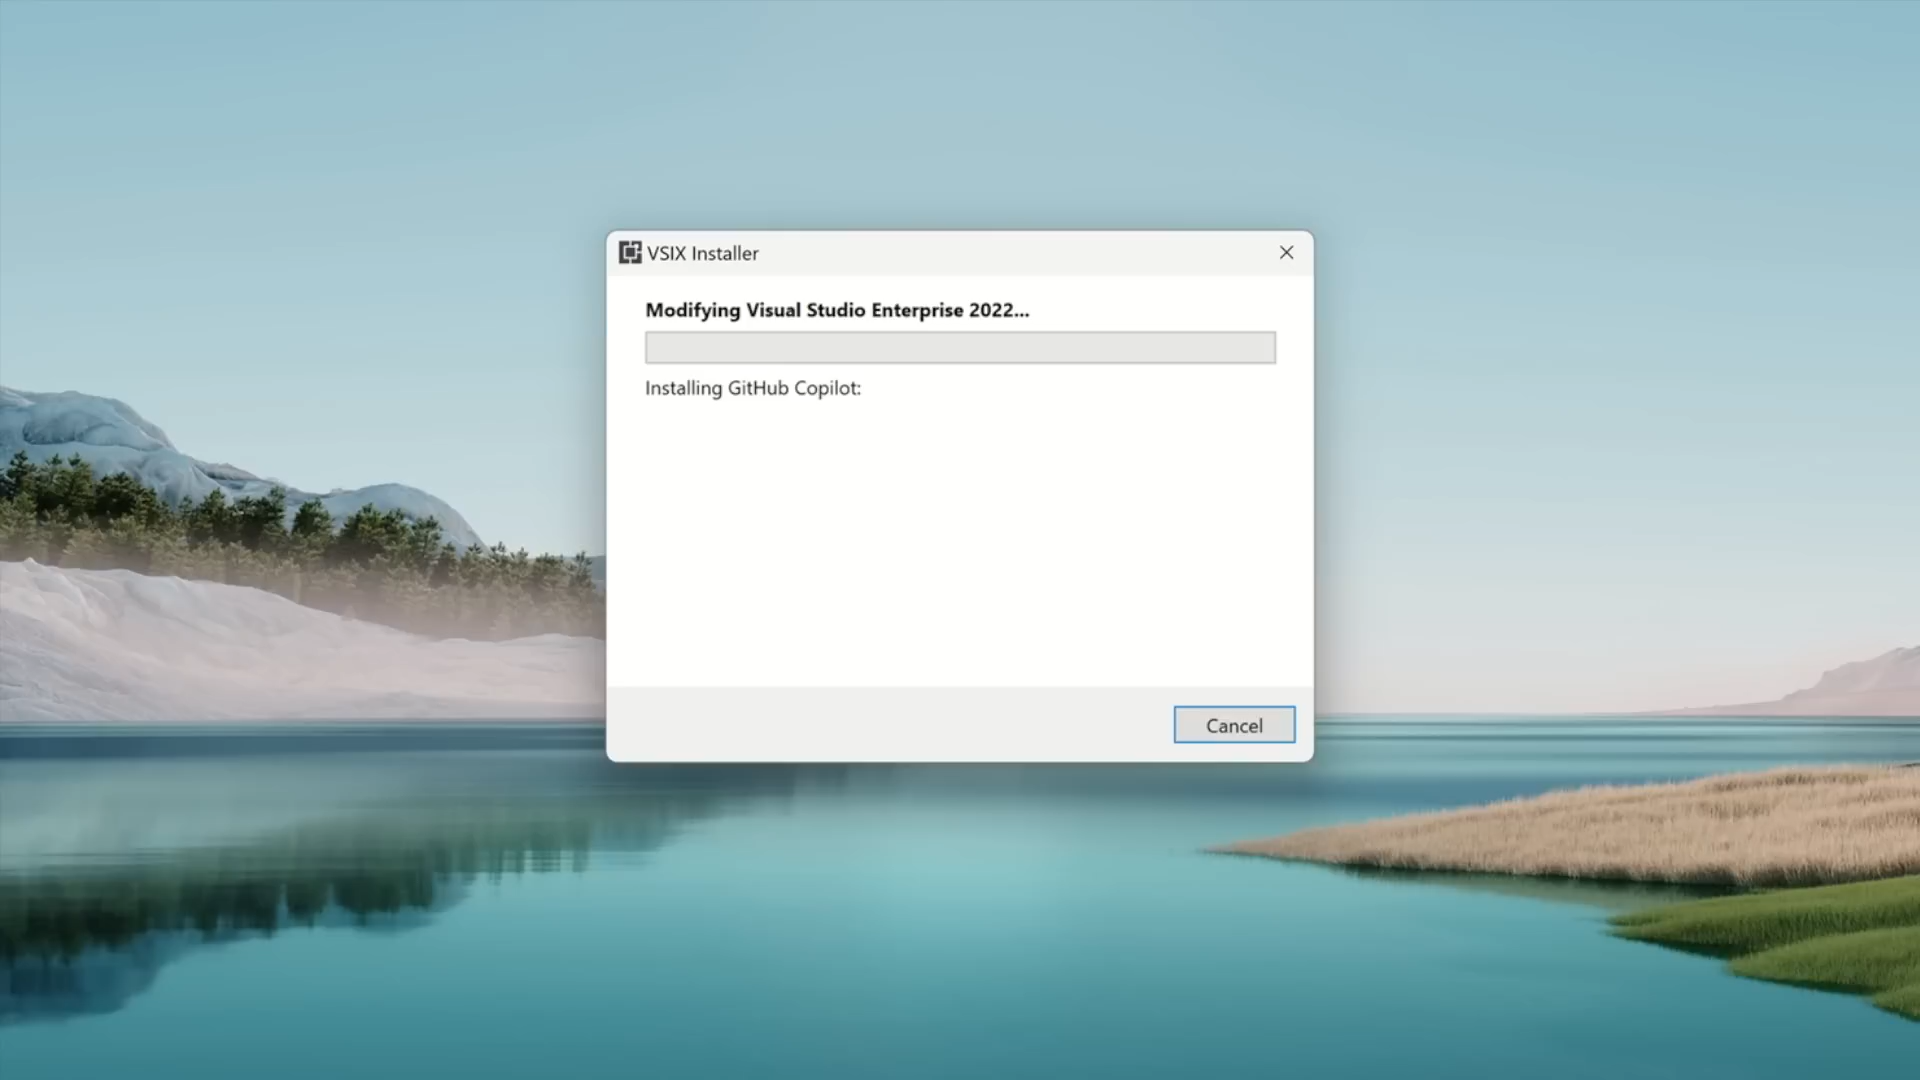 VSIX Installer
Modifying Visual Studio Enterprise 2022...
Installing GitHub Copilot:
Cancel